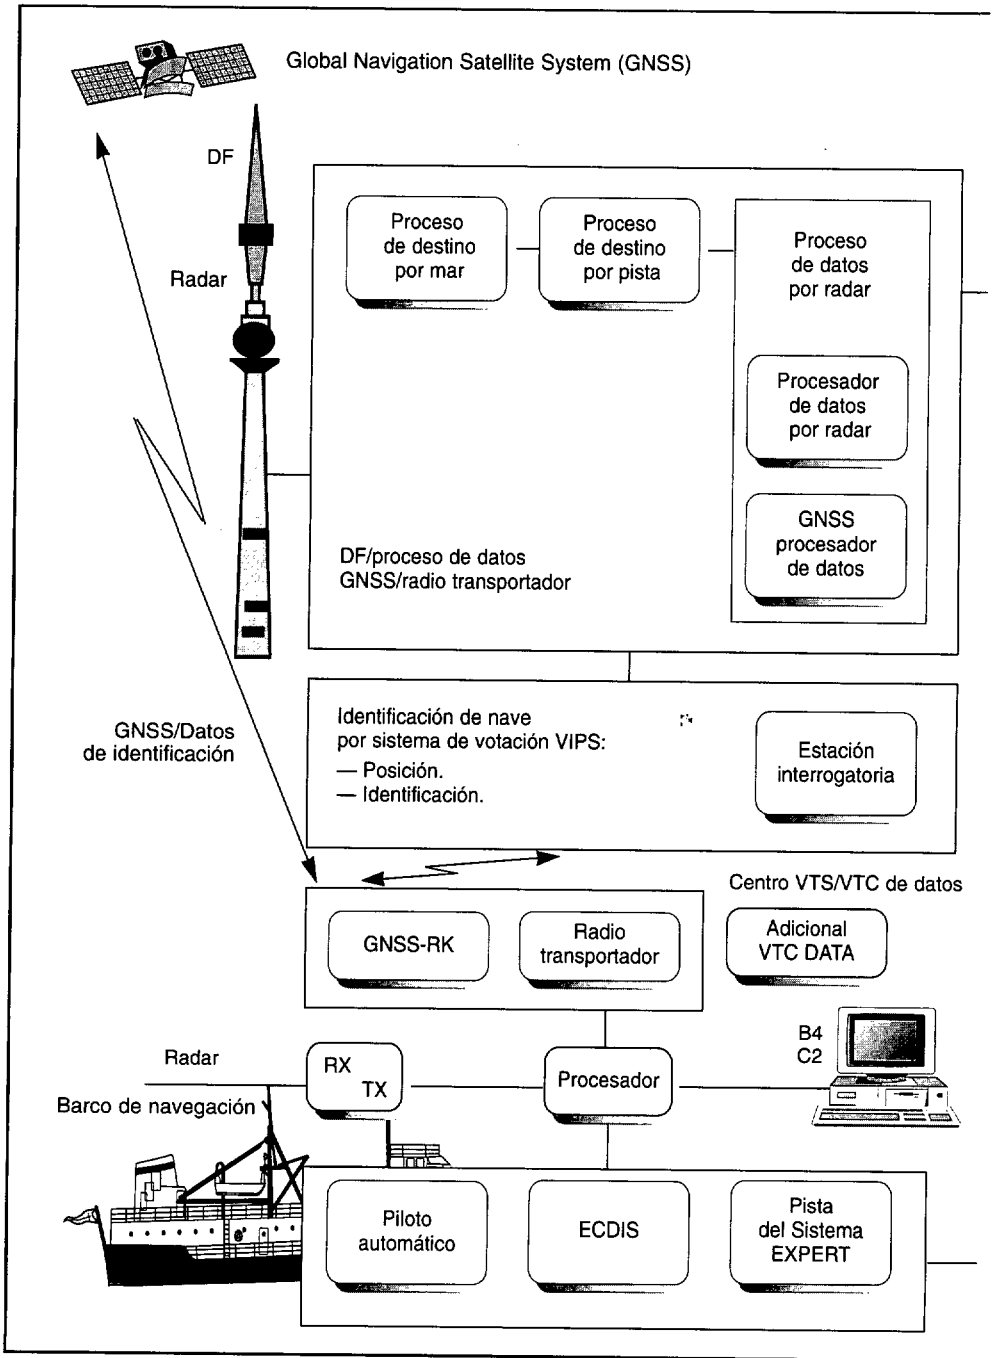 Global Navigation Satellite System (GNSS)
DF
Radar
Proceso
de destino
por mar
Proceso
de destino
por pista
Proceso
de datos
por radar
Procesador
de datos
por radar
GNSS
procesador
de datos
DF/proceso de datos
GNSS/radio transportador
GNSS/Datos
de identificación
Identificación de nave
por sistema de votación VIPS:
— Posición.
— Identificación.
Estación
interrogatoria
Centro VTS/VTC de datos
GNSS-RK
Radio
transportador
Adicional
VTC DATA
B4
C2
Radar
RX
TX
Procesador
Barco de navegación
Piloto
automático
ECDIS
Pista
del Sistema
EXPERT